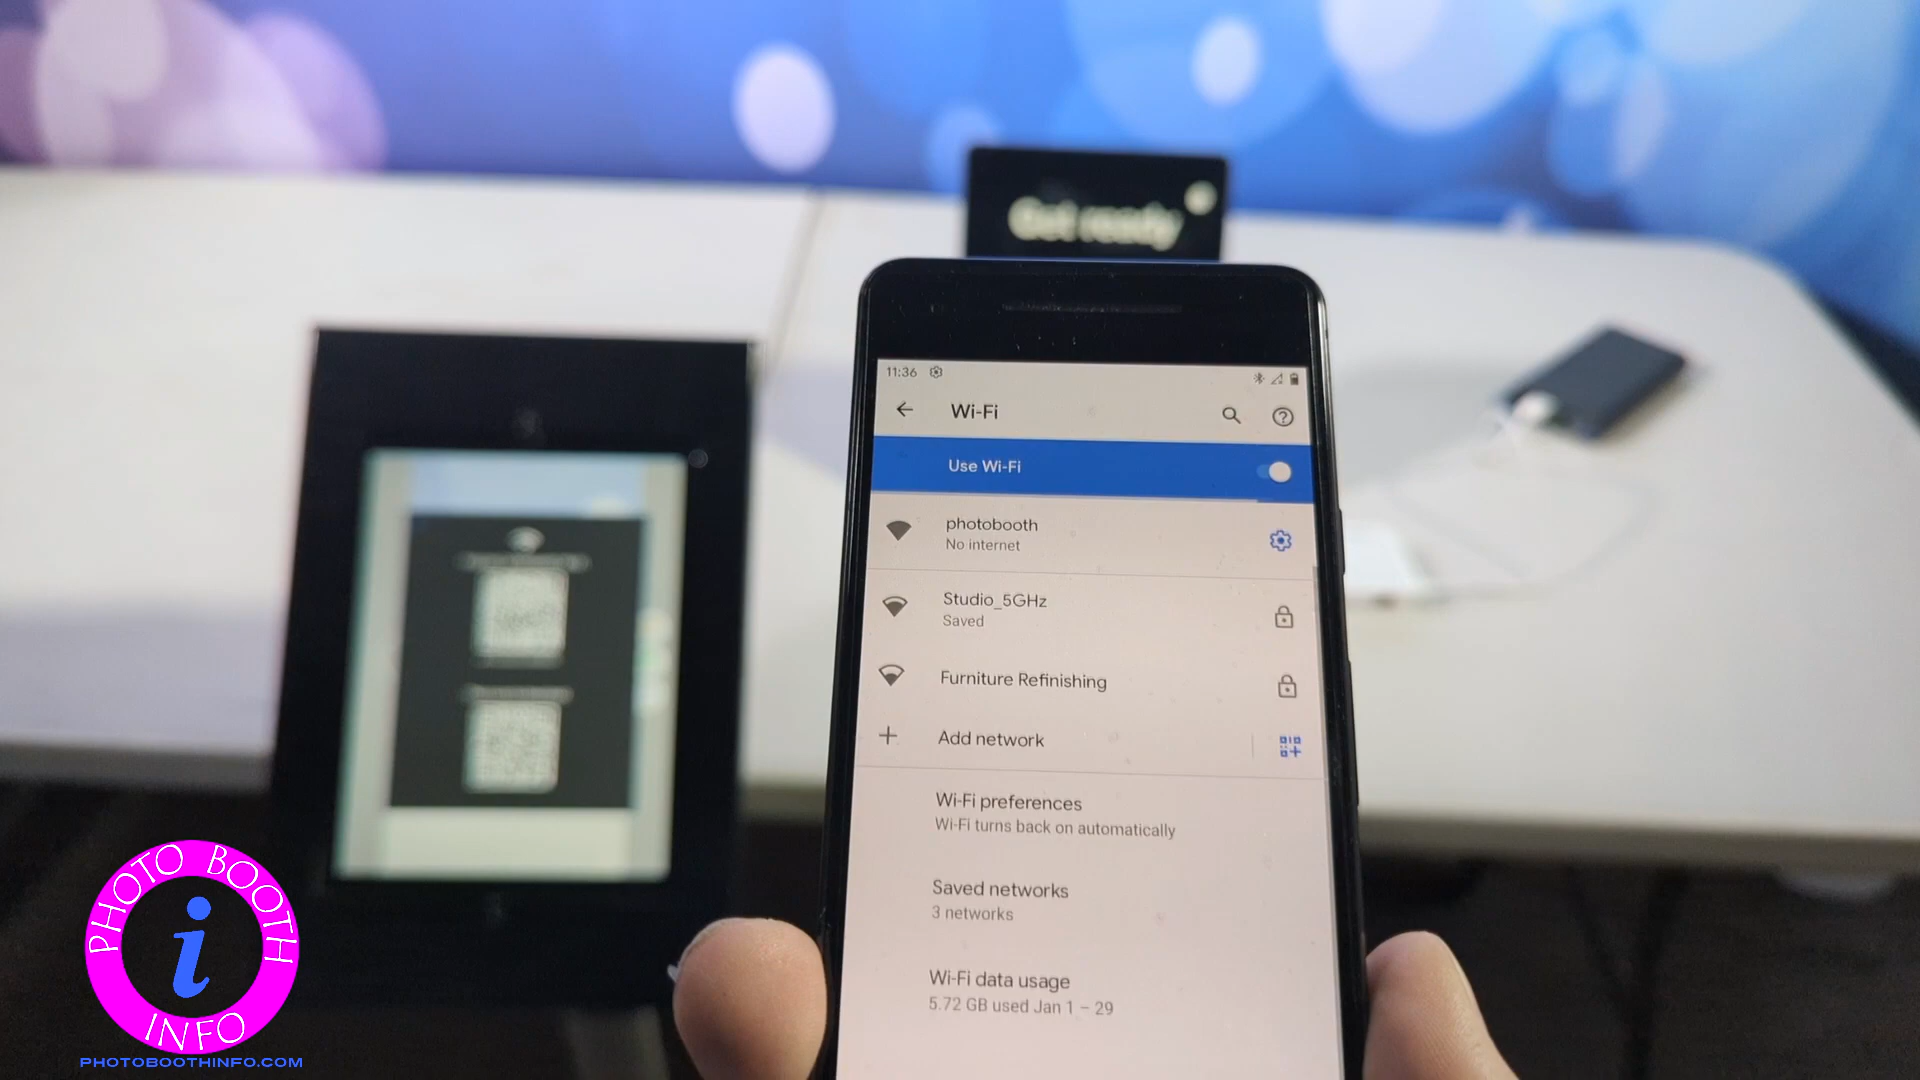 Get ready
11:36
Wi-Fi
Use Wi-Fi
photobooth
No internet
Studio_5GHz
Saved
Furniture Refinishing
Add network
Wi-Fi preferences
Wi-Fi turns back on automatically
Saved networks
3 networks
Wi-Fi data usage
5.72 GB used Jan 1 – 29
PHOTO BOOTH
i
INFO
PHOTOBOOTHINFO.COM